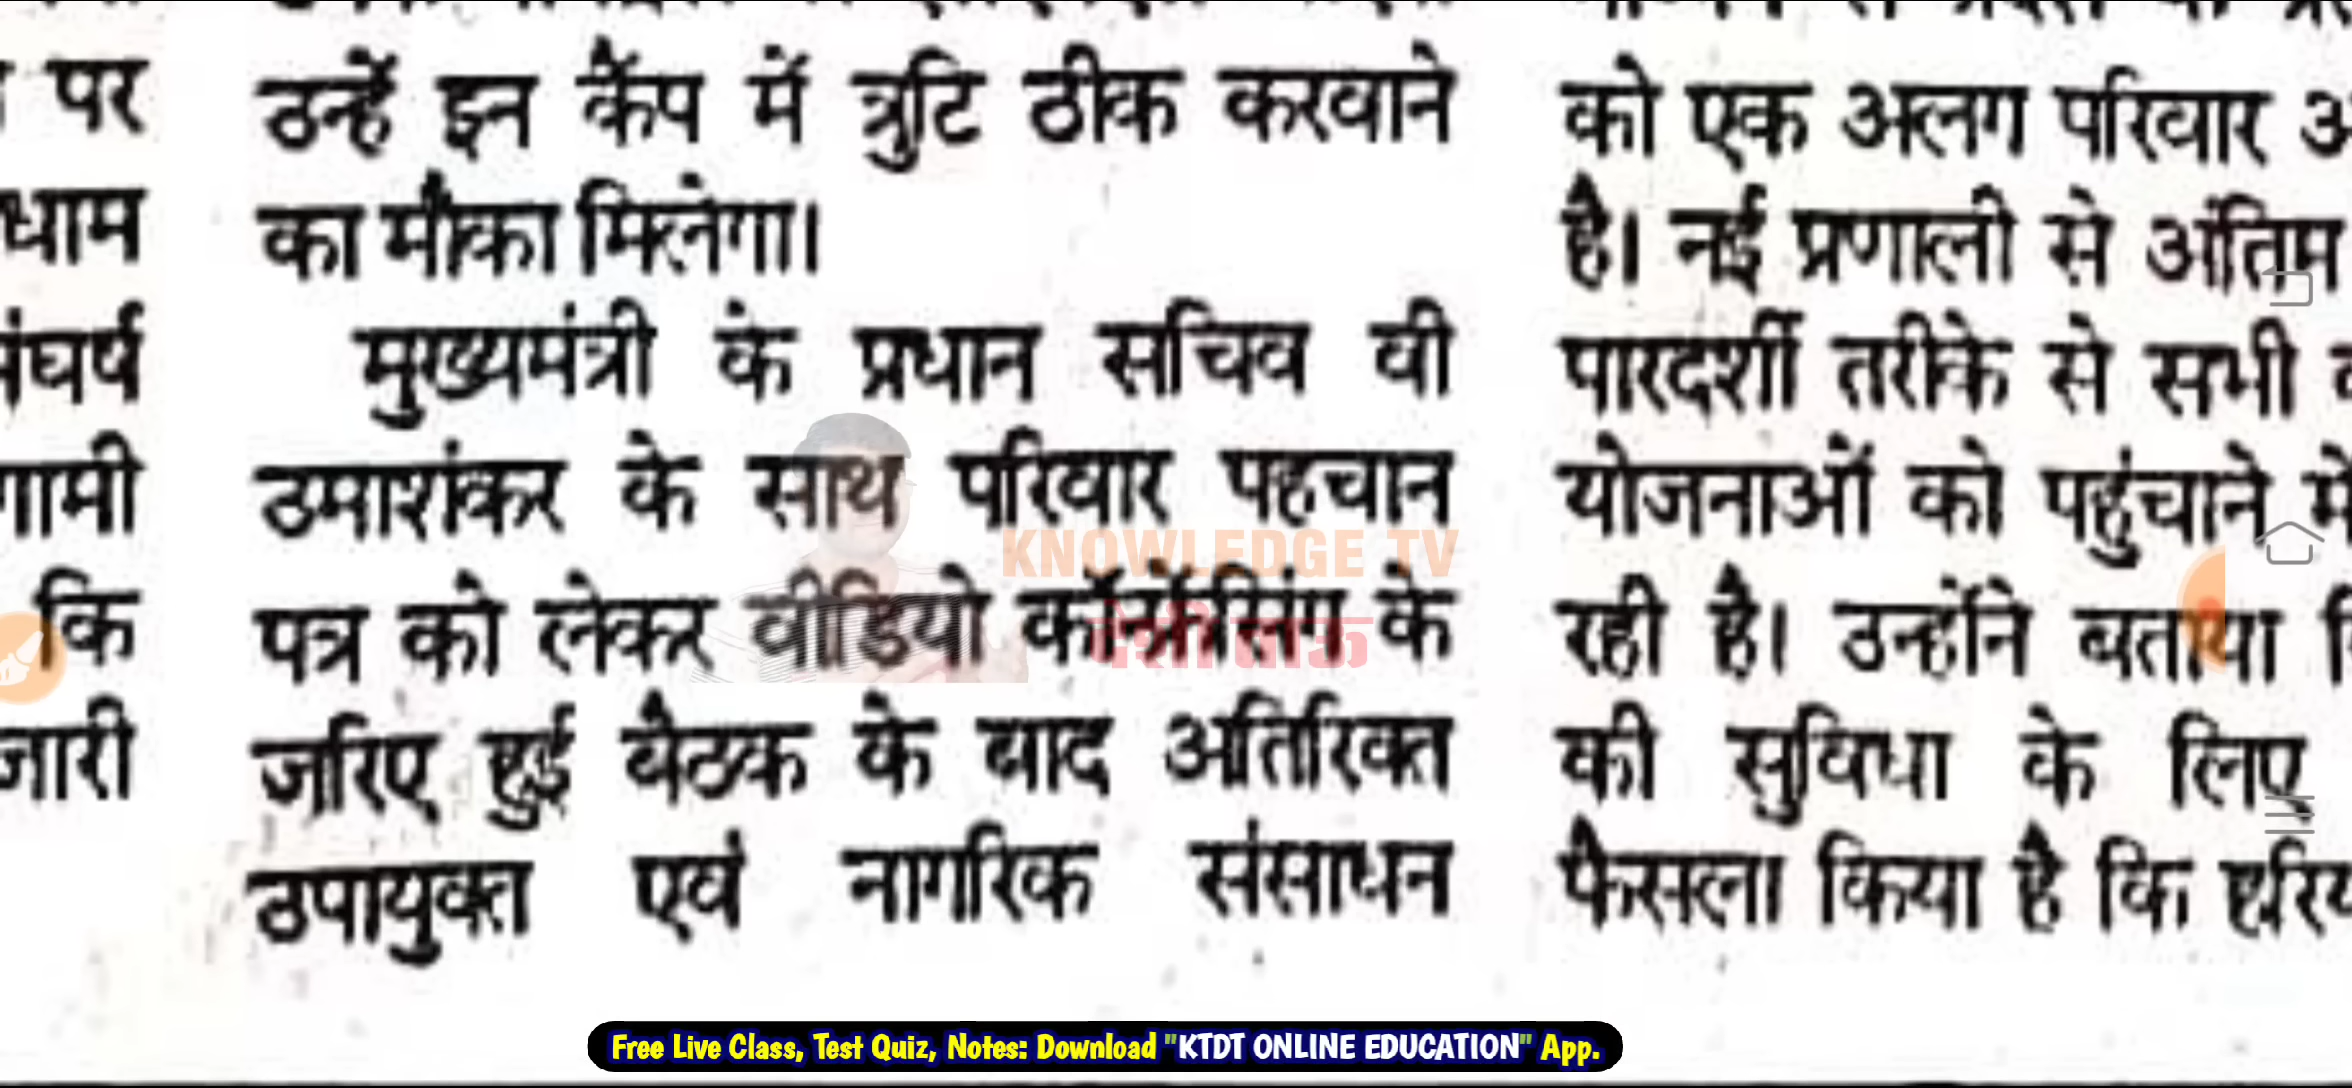 पर
धाम
संघर्ष
गामी
कि
जारी
उन्हें इन कैंप में त्रुटि ठीक करवाने
का मौका मिलेगा।
मुख्यमंत्री के प्रधान सचिव वी
उमाशंकर के साथ परिवार पहचान
पत्र को लेकर वीडियो कॉन्फ्रेंसिंग के
जरिए हुई बैठक के बाद अतिरिक्त
उपायुक्त एवं नागरिक संसाधन
को एक अलग परिवार
है। नई प्रणाली से अंतिम
पारदर्शी तरीके से सभी
योजनाओं को पहुंचाने में
रही है। उन्होंने बताया
की सुविधा के लिए
फैसला किया है कि
KNOWLEDGE TV
Free Live Class, Test Quiz, Notes: Download "KTDT ONLINE EDUCATION" App.